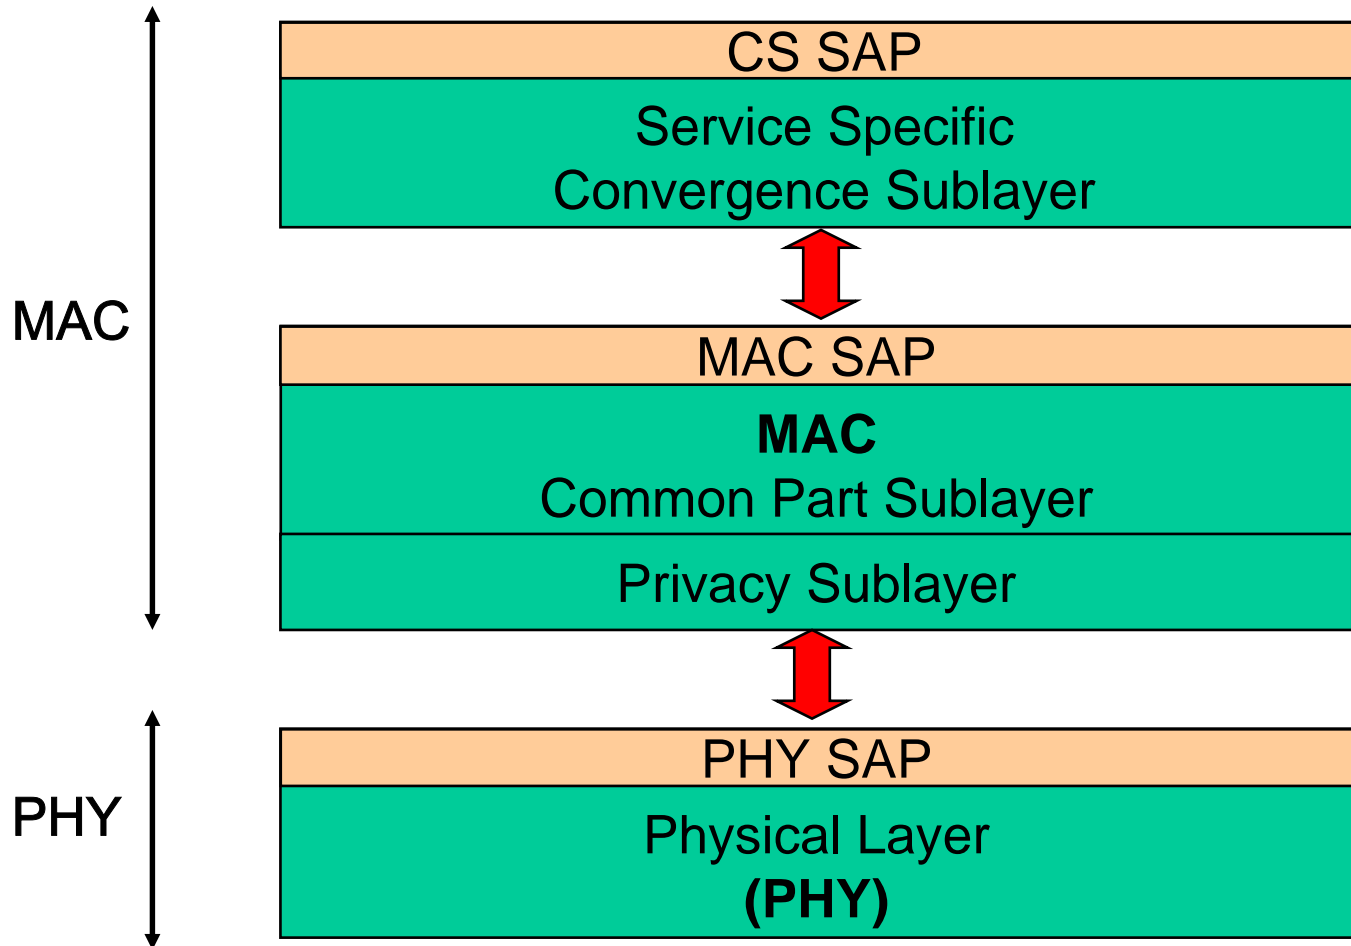 CS SAP
Service Specific
Convergence Sublayer
MAC
MAC SAP
MAC
Common Part Sublayer
Privacy Sublayer
PHY SAP
PHY
Physical Layer
(PHY)